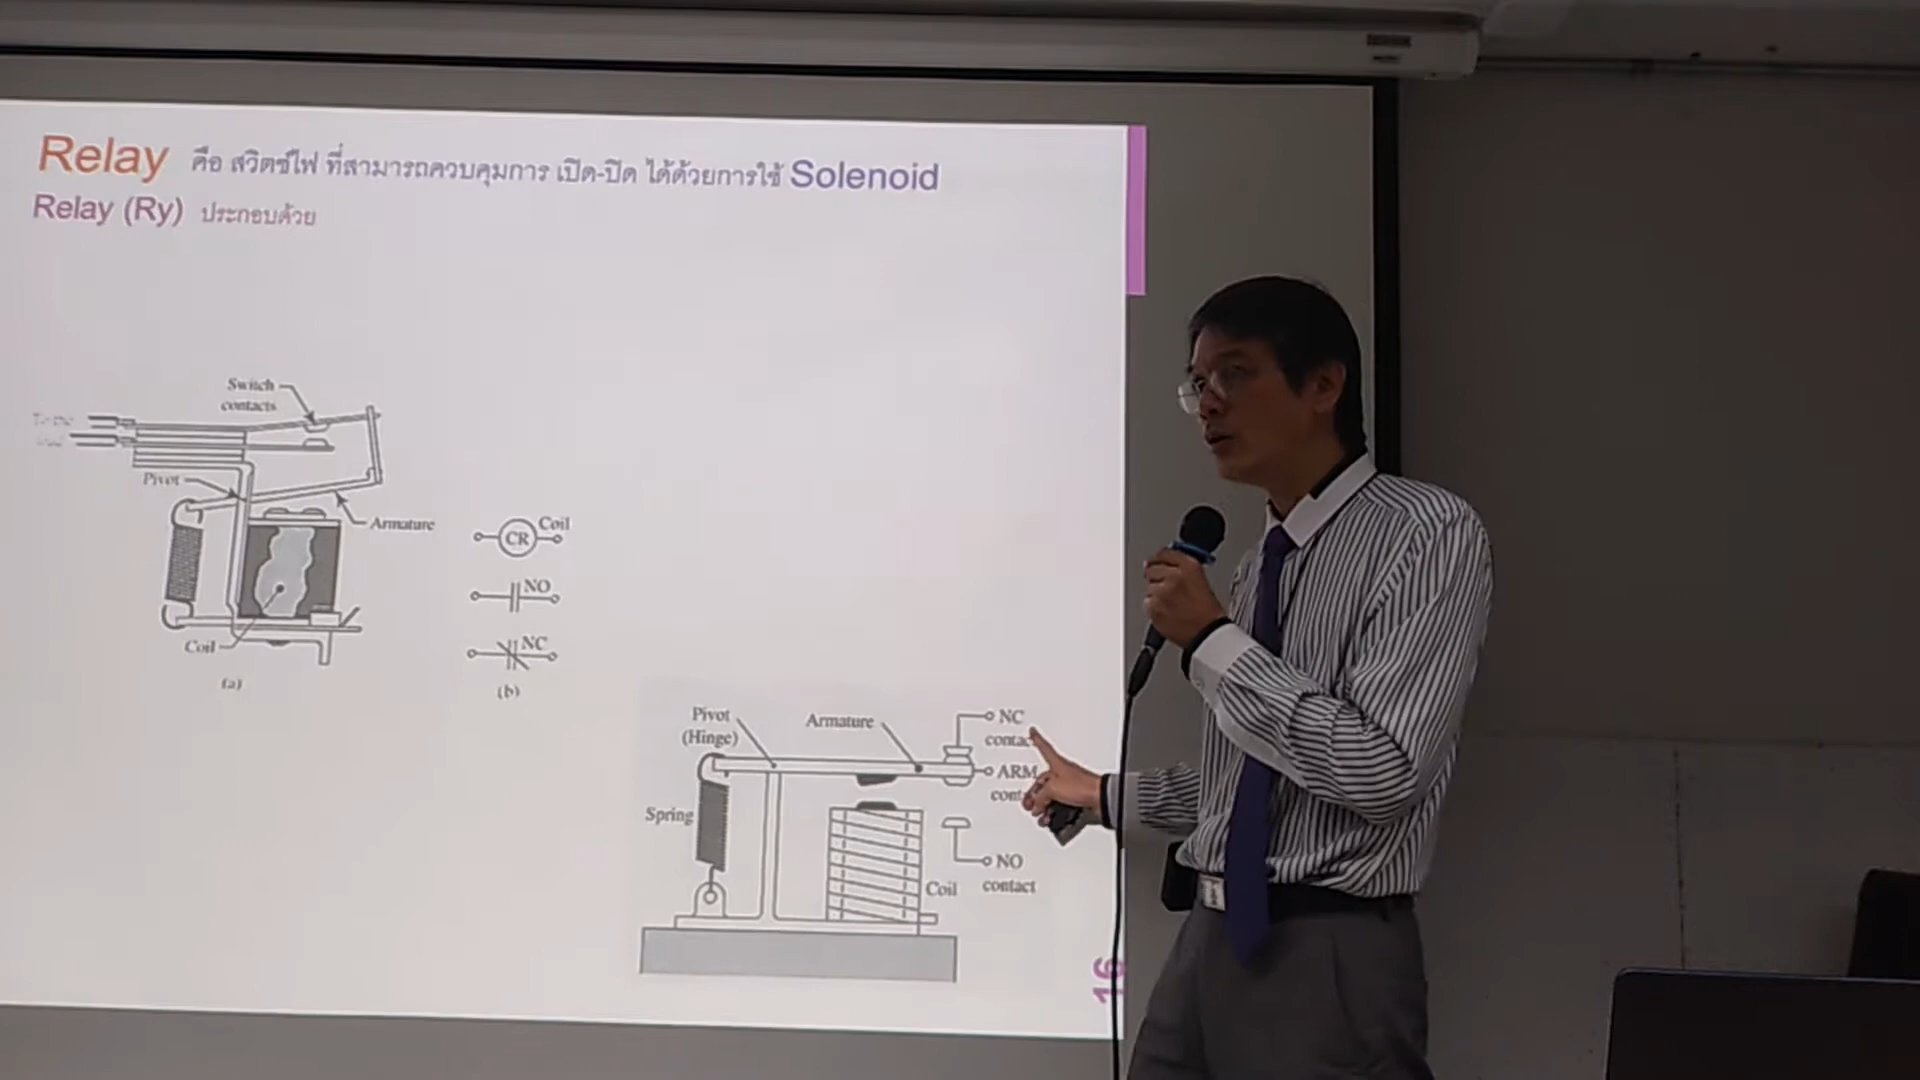 Relay คือ สวิตซ์ไฟ ที่สามารถควบคุมการ เปิด-ปิด ได้ด้วยการใช้ Solenoid
Relay (Ry) ประกอบด้วย
Switch
contacts
Pivot
Armature
Coil
(a)
CR
Coil
NO
NC
(b)
Pivot
(Hinge)
Armature
NC
contact
ARM
Spring
Coil
NO
contact
16